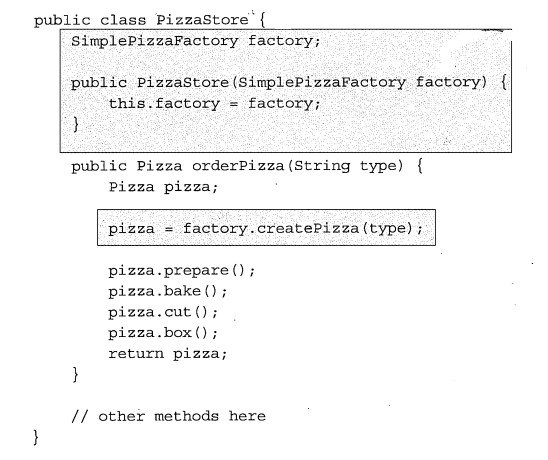 public class PizzaStore {
SimplePizzaFactory factory;
public PizzaStore(SimplePizzaFactory factory) {
this.factory = factory;
}
public Pizza orderPizza(String type) {
Pizza pizza;
pizza = factory.createPizza(type);
pizza.prepare();
pizza.bake();
pizza.cut();
pizza.box();
return pizza;
}
// other methods here
}